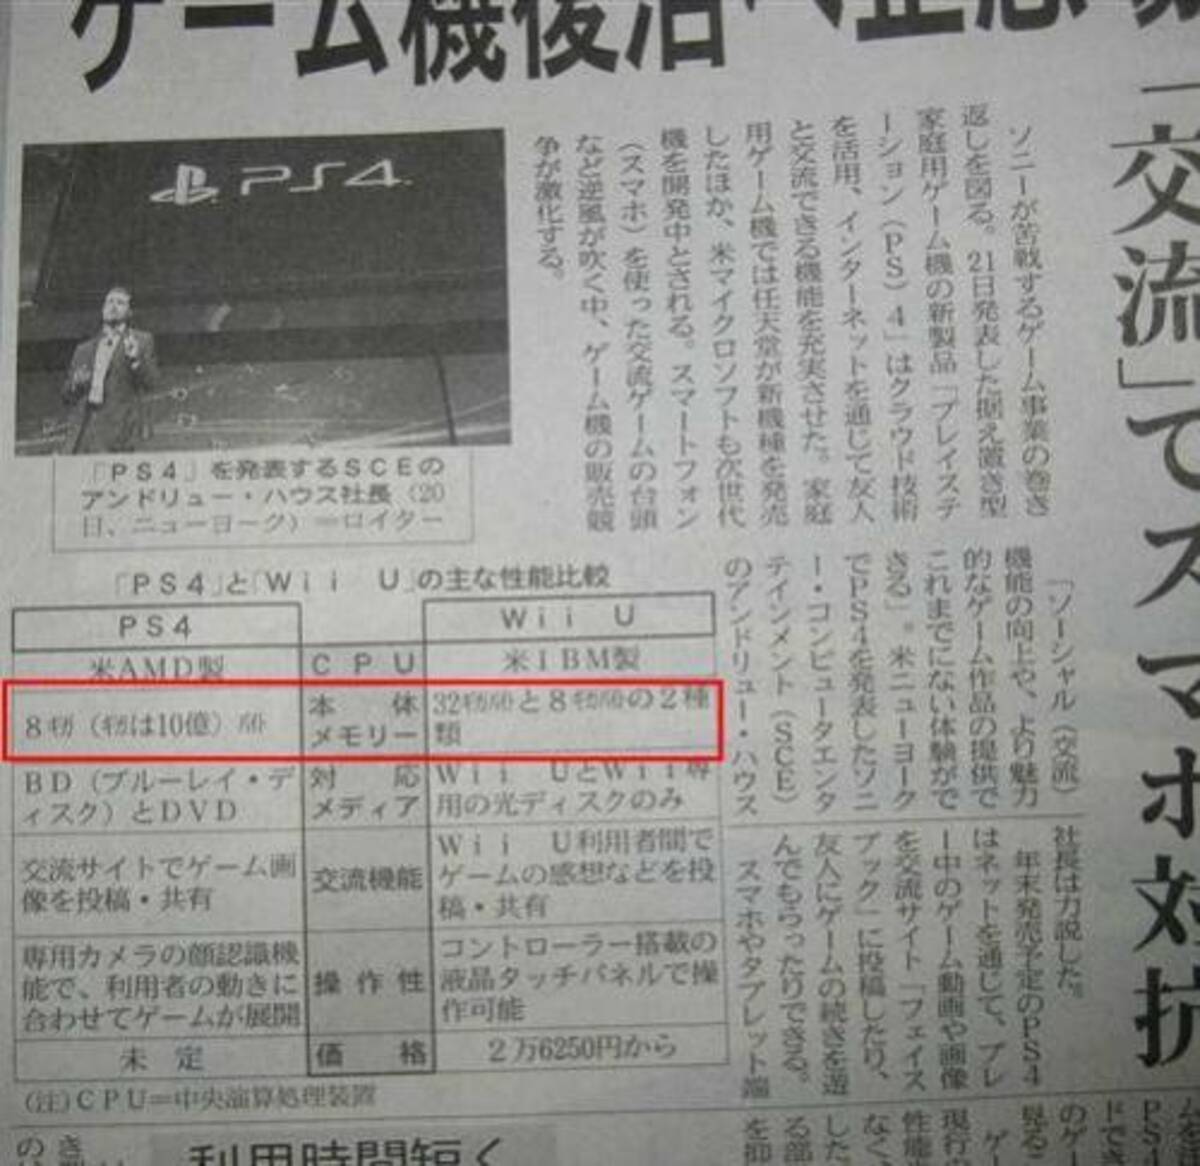 ゲーム機復活へ正念場
「交流」でスマホ対抗
ソニーが苦戦するゲーム事業の巻き
返しを図る。21日発表した据え置き型
家庭用ゲーム機の新製品「プレイステ
ーション(PS)4」はクラウド技術
を活用、インターネットを通じて友人
と交流できる機能を充実させた。家庭
用ゲーム機では任天堂が新機種を発売
したほか、米マイクロソフトも次世代
機を開発中とされる。スマートフォン
(スマホ)を使った交流ゲームの台頭
など逆風が吹く中、ゲーム機の販売競
争が激化する。
PS4
「PS4」を発表するSCEの
アンドリュー・ハウス社長(20
日、ニューヨーク)=ロイター
「ソーシャル(交流)
機能の向上や、より魅力
的なゲーム作品の提供で
これまでにない体験がで
きる」。米ニューヨーク
でPS4を発表したソニ
ー・コンピュータエンタ
テインメント(SCE)
のアンドリュー・ハウス
社長は力説した。
年末発売予定のPS4
はネットを通じて、プレ
ー中のゲーム動画や画像
を交流サイト「フェイス
ブック」に投稿したり、
友人にゲームの続きを遊
んでもらったりできる。
スマホやタブレット端
「PS4」と「Wii U」の主な性能比較
PS4 Wii U
米AMD製 CPU 米IBM製
8㌐(㌐は10億)㌹ 本体メモリー 32㌐㌹と8㌐㌹の2種類
BD(ブルーレイ・ディスク)とDVD 対応メディア Wii UとWii専用の光ディスクのみ
交流サイトでゲーム画像を投稿・共有 交流機能 Wii U利用者間でゲームの感想などを投稿・共有
専用カメラの顔認識機能で、利用者の動きに合わせてゲームが展開 操作性 コントローラー搭載の液晶タッチパネルで操作可能
未定 価格 2万6250円から
(注)CPU=中央演算処理装置
利用時間短く